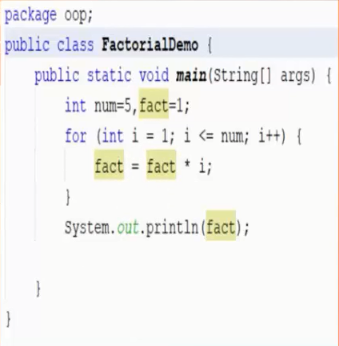 package oop;
public class FactorialDemo {
    public static void main(String[] args) {
        int num=5,fact=1;
        for (int i = 1; i <= num; i++) {
            fact = fact * i;
        }
        System.out.println(fact);
    }
}